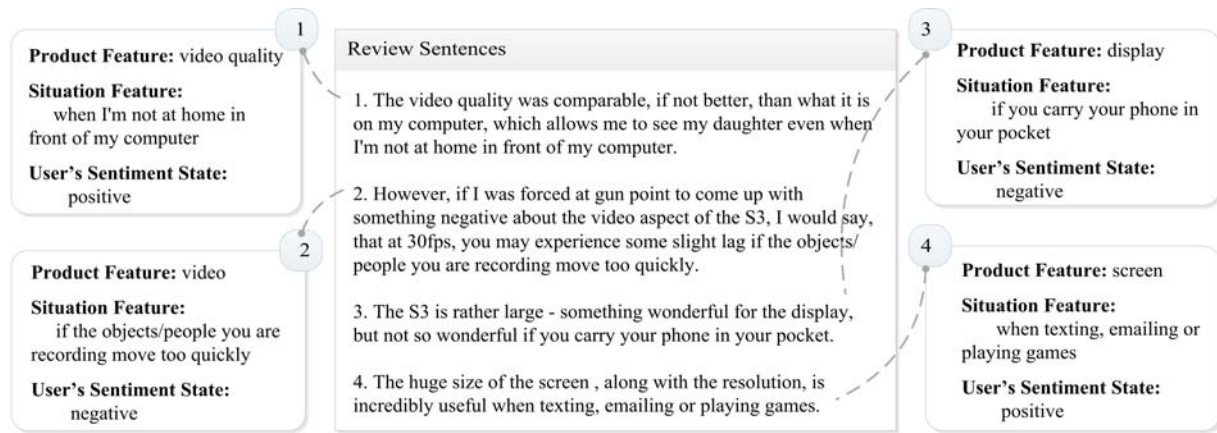 1
Product Feature: video quality
Situation Feature:
when I'm not at home in
front of my computer
User's Sentiment State:
positive
2
Product Feature: video
Situation Feature:
if the objects/people you are
recording move too quickly
User's Sentiment State:
negative
Review Sentences
1. The video quality was comparable, if not better, than what it is
on my computer, which allows me to see my daughter even when
I'm not at home in front of my computer.
2. However, if I was forced at gun point to come up with
something negative about the video aspect of the S3, I would say,
that at 30fps, you may experience some slight lag if the objects/
people you are recording move too quickly.
3. The S3 is rather large - something wonderful for the display,
but not so wonderful if you carry your phone in your pocket.
4. The huge size of the screen , along with the resolution, is
incredibly useful when texting, emailing or playing games.
3
Product Feature: display
Situation Feature:
if you carry your phone in
your pocket
User's Sentiment State:
negative
4
Product Feature: screen
Situation Feature:
when texting, emailing or
playing games
User's Sentiment State:
positive